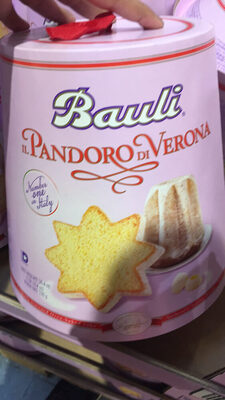 Bauli
IL PANDORO DI VERONA
Number
one
in
Italy